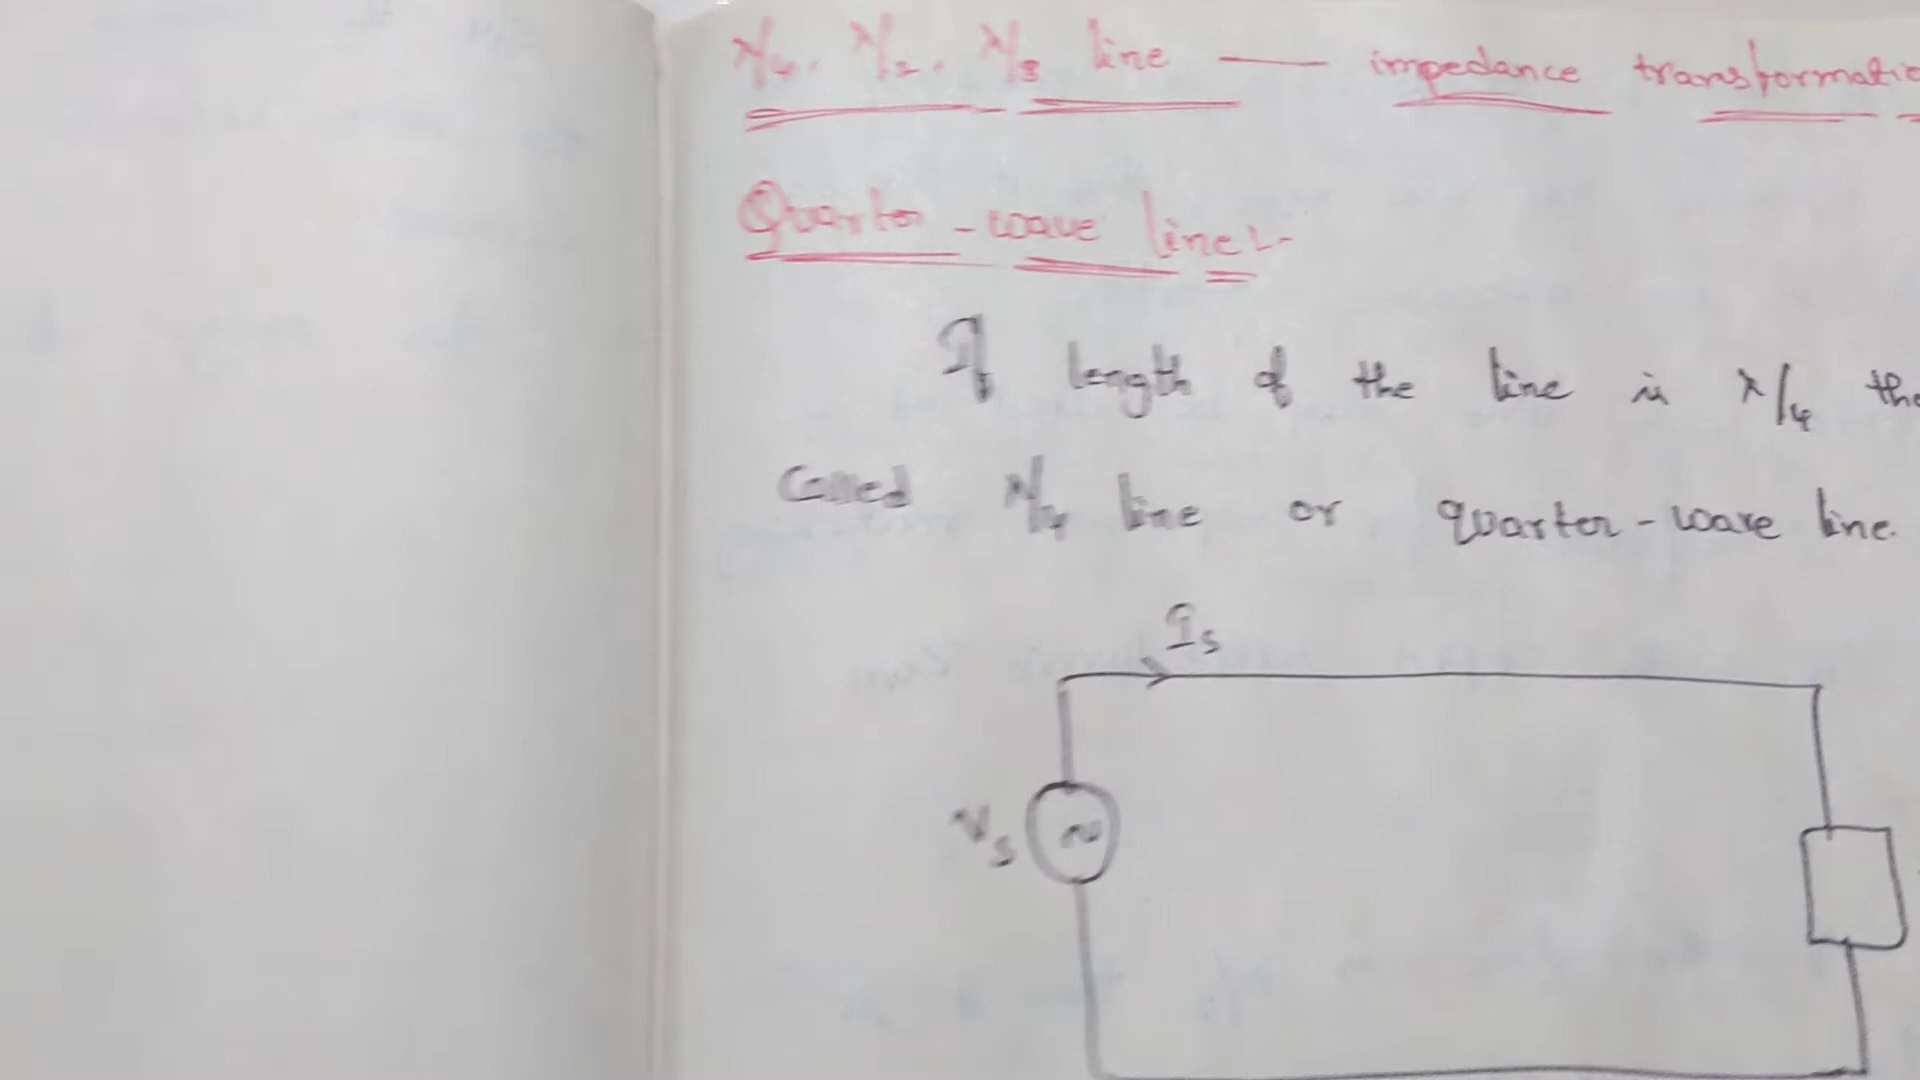 λ/4, λ/2, λ/8 line — impedance transformatio
Quarter-wave line:-
If length of the line is λ/4 the
Called λ/4 line or quarter-wave line.
Is
Vs